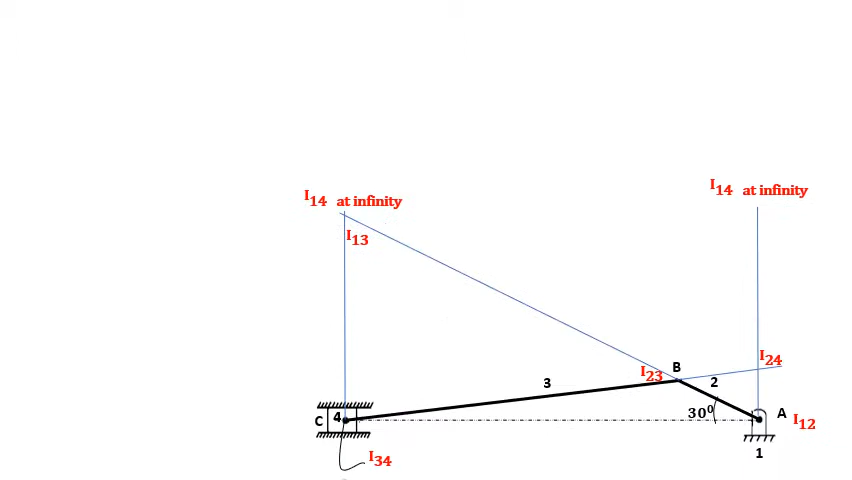 I14 at infinity
I14 at infinity
I13
I24
B
I23
2
3
30⁰
A
I12
C
4
1
I34